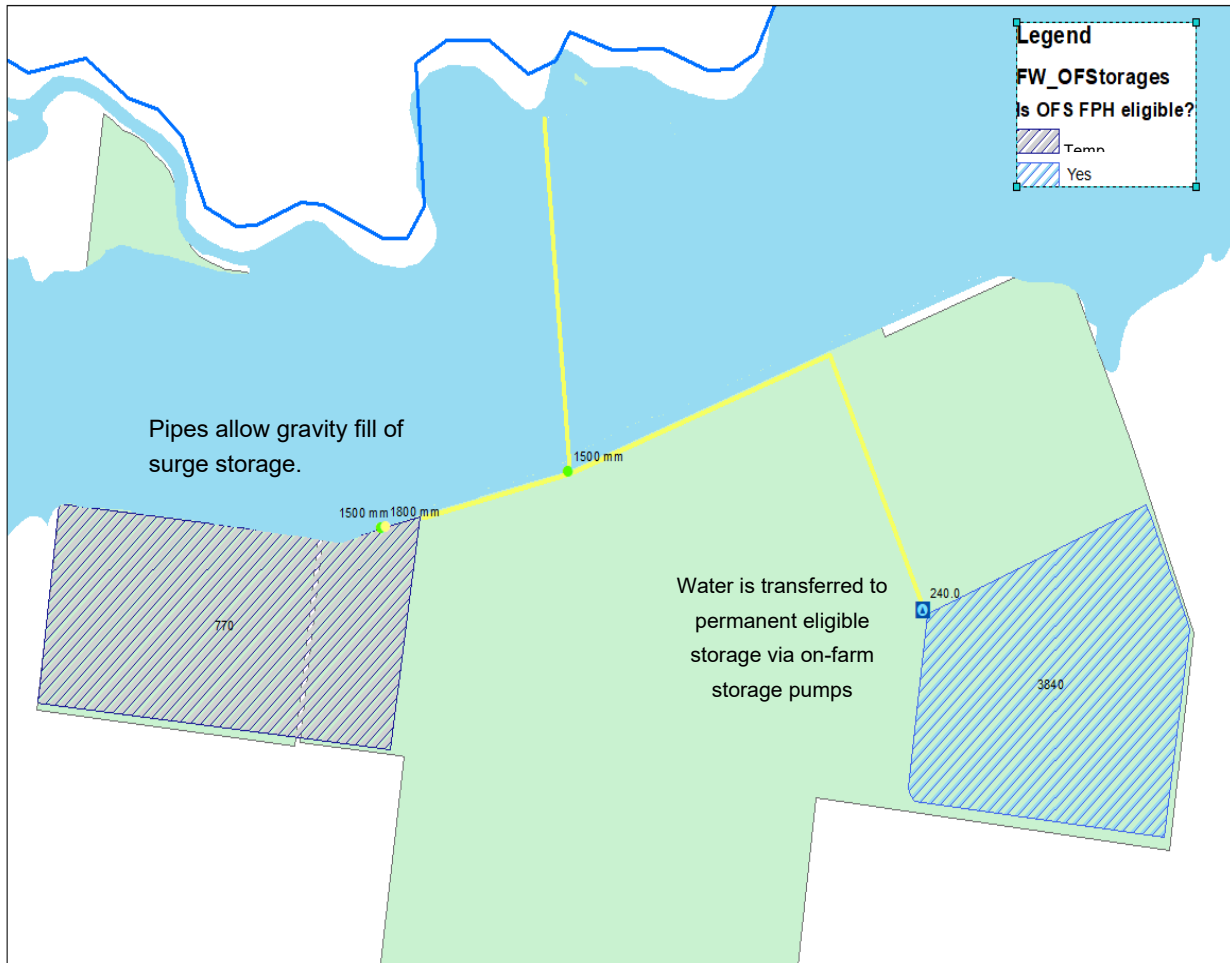 Legend
FW_OFStorages
Is OFS FPH eligible?
Temp
Yes
Pipes allow gravity fill of
surge storage.
1500 mm
1500 mm 1800 mm
Water is transferred to
permanent eligible
storage via on-farm
storage pumps
240.0
770
3840